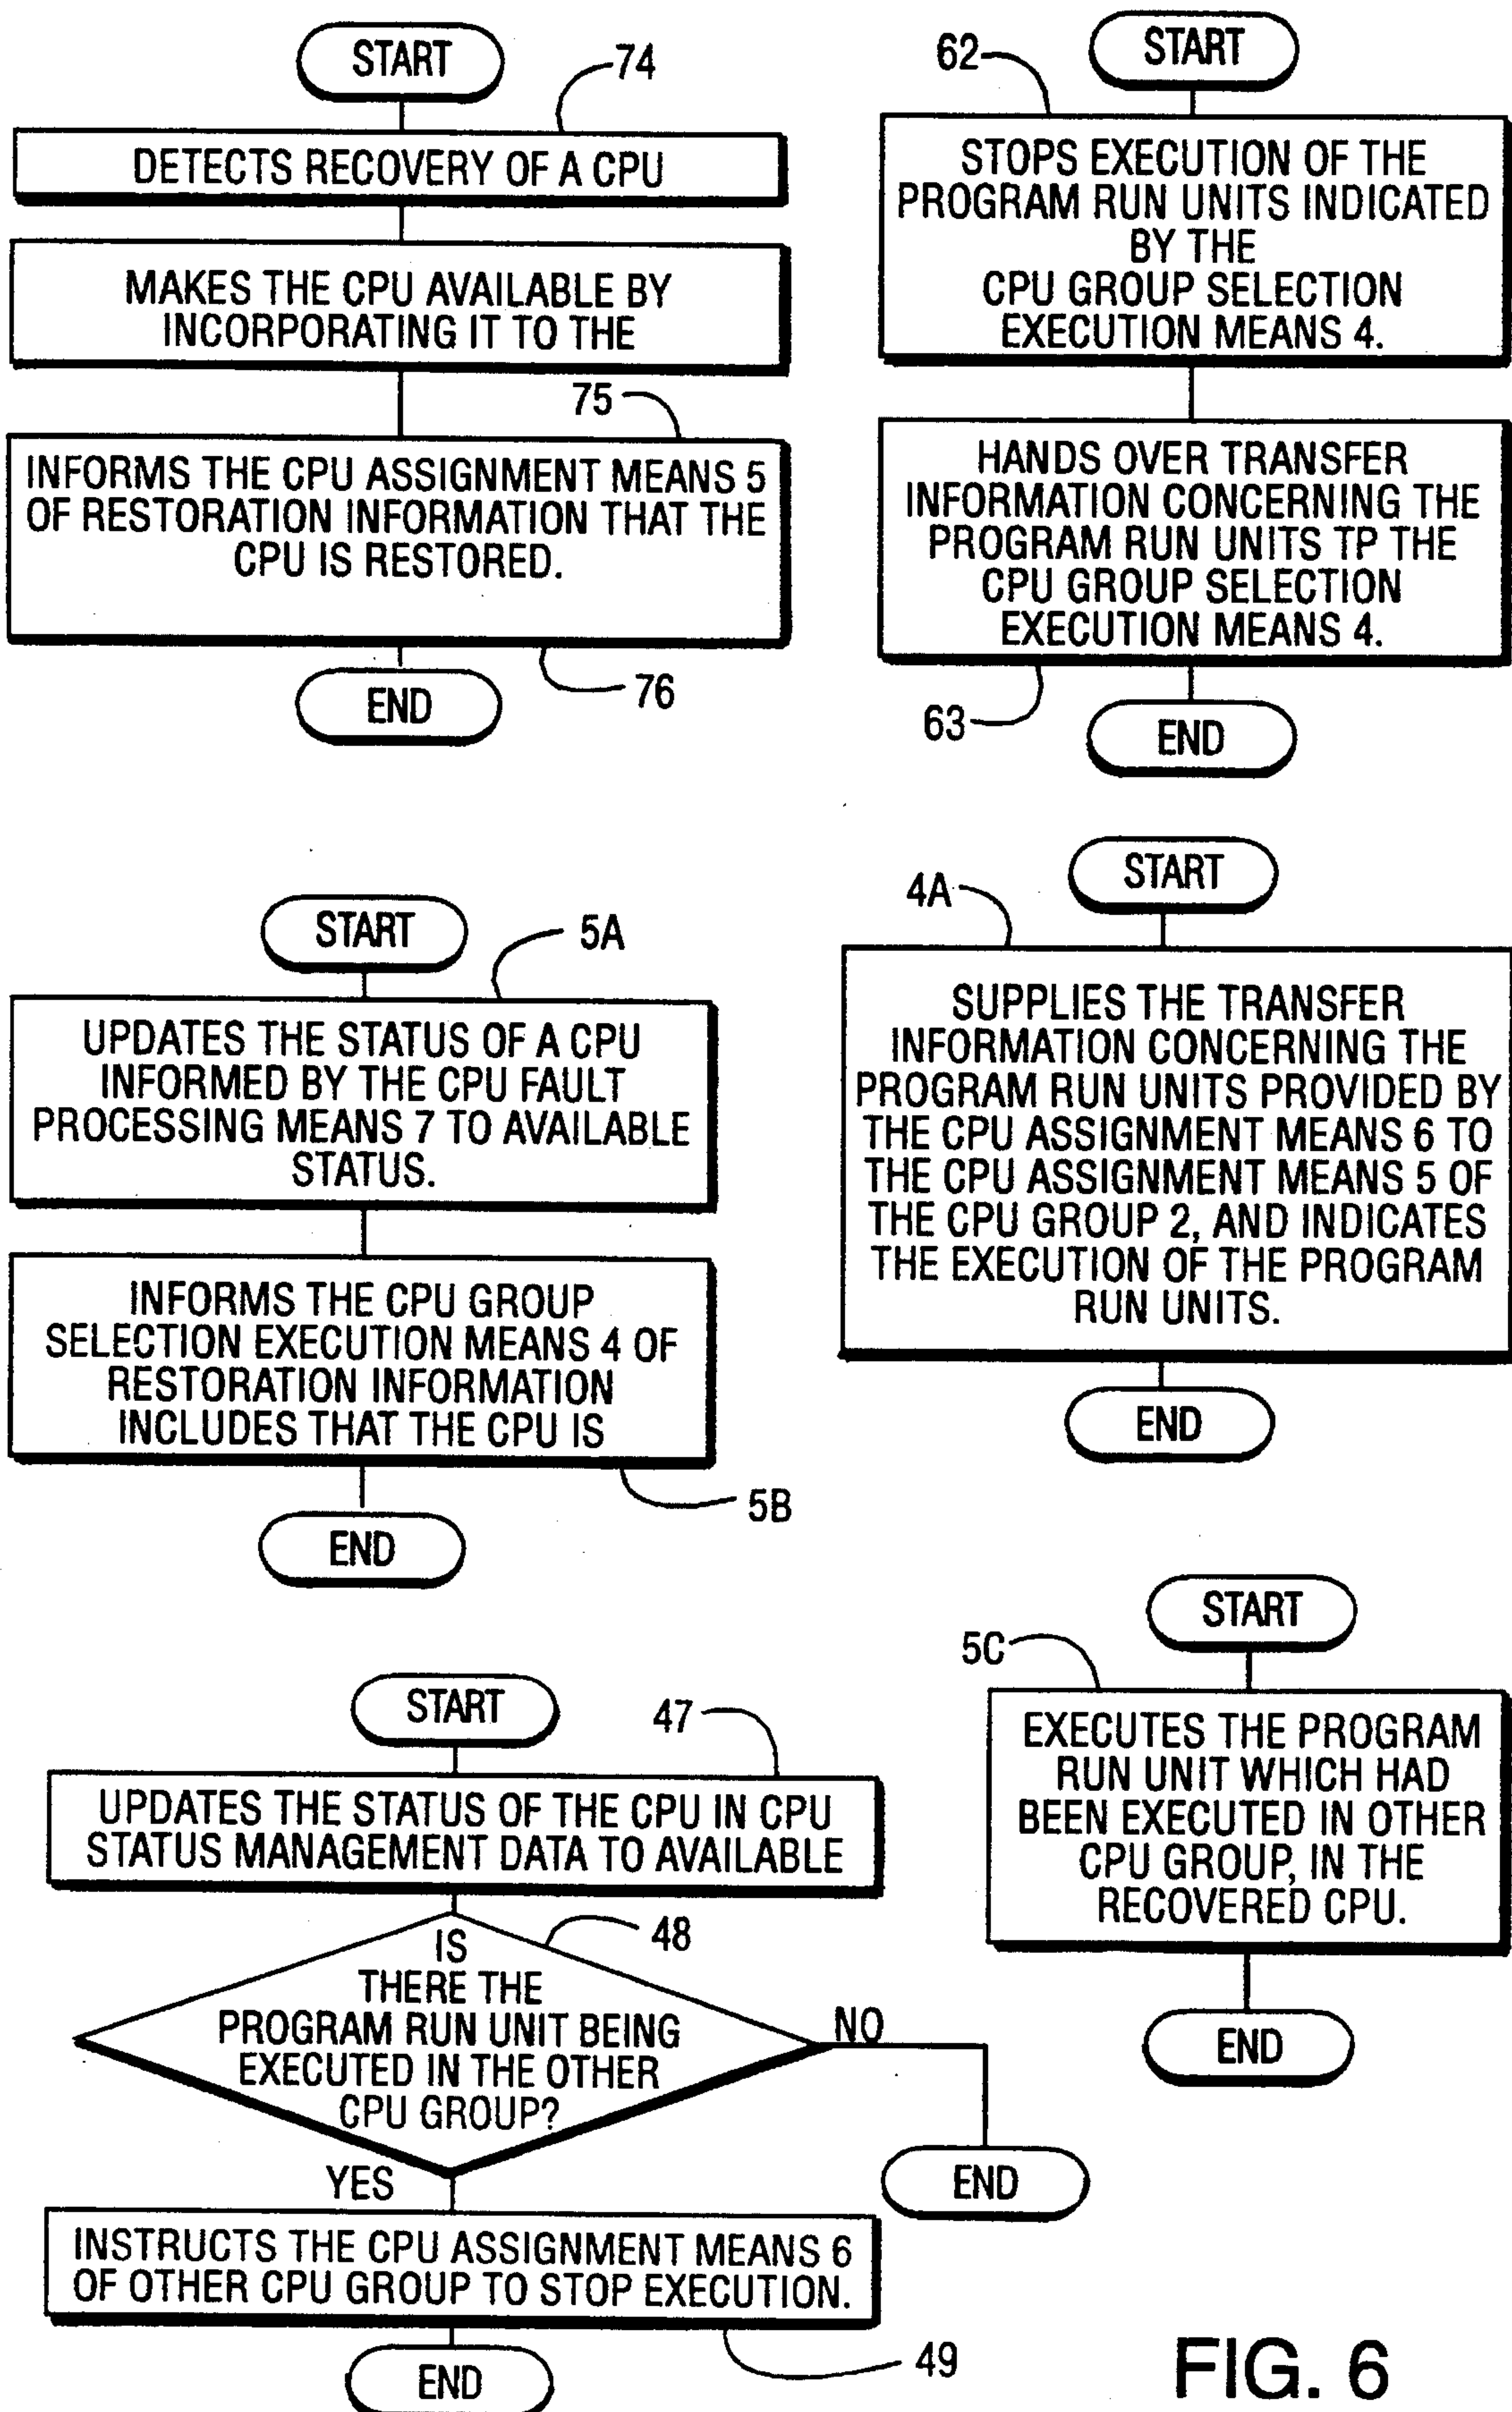 START
74
DETECTS RECOVERY OF A CPU
MAKES THE CPU AVAILABLE BY
INCORPORATING IT TO THE
75
INFORMS THE CPU ASSIGNMENT MEANS 5
OF RESTORATION INFORMATION THAT THE
CPU IS RESTORED.
76
END
START
62
STOPS EXECUTION OF THE
PROGRAM RUN UNITS INDICATED
BY THE
CPU GROUP SELECTION
EXECUTION MEANS 4.
HANDS OVER TRANSFER
INFORMATION CONCERNING THE
PROGRAM RUN UNITS TP THE
CPU GROUP SELECTION
EXECUTION MEANS 4.
63
END
START
5A
UPDATES THE STATUS OF A CPU
INFORMED BY THE CPU FAULT
PROCESSING MEANS 7 TO AVAILABLE
STATUS.
INFORMS THE CPU GROUP
SELECTION EXECUTION MEANS 4 OF
RESTORATION INFORMATION
INCLUDES THAT THE CPU IS
5B
END
START
4A
SUPPLIES THE TRANSFER
INFORMATION CONCERNING THE
PROGRAM RUN UNITS PROVIDED BY
THE CPU ASSIGNMENT MEANS 6 TO
THE CPU ASSIGNMENT MEANS 5 OF
THE CPU GROUP 2, AND INDICATES
THE EXECUTION OF THE PROGRAM
RUN UNITS.
END
START
47
UPDATES THE STATUS OF THE CPU IN CPU
STATUS MANAGEMENT DATA TO AVAILABLE
48
IS
THERE THE
PROGRAM RUN UNIT BEING
EXECUTED IN THE OTHER
CPU GROUP?
NO
END
YES
INSTRUCTS THE CPU ASSIGNMENT MEANS 6
OF OTHER CPU GROUP TO STOP EXECUTION.
49
END
START
5C
EXECUTES THE PROGRAM
RUN UNIT WHICH HAD
BEEN EXECUTED IN OTHER
CPU GROUP, IN THE
RECOVERED CPU.
END
FIG. 6